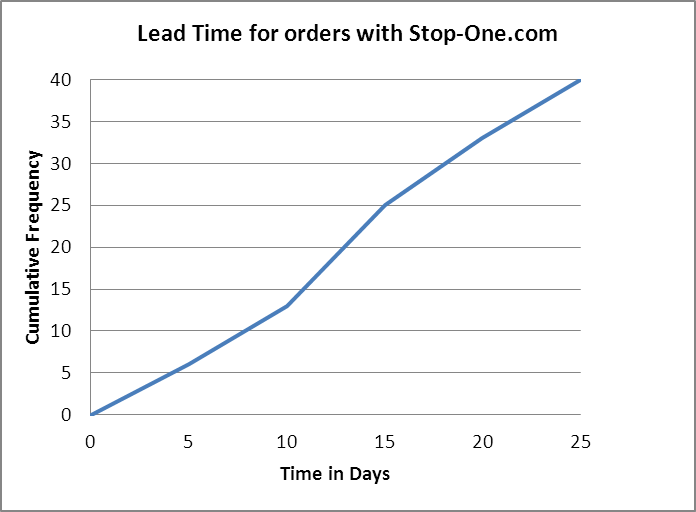 Lead Time for orders with Stop-One.com
Cumulative Frequency
40
35
30
25
20
15
10
5
0
0 5 10 15 20 25
Time in Days